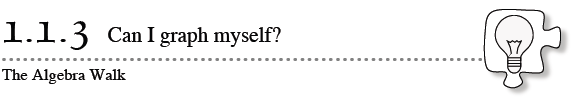 1.1.3 Can I graph myself?
The Algebra Walk